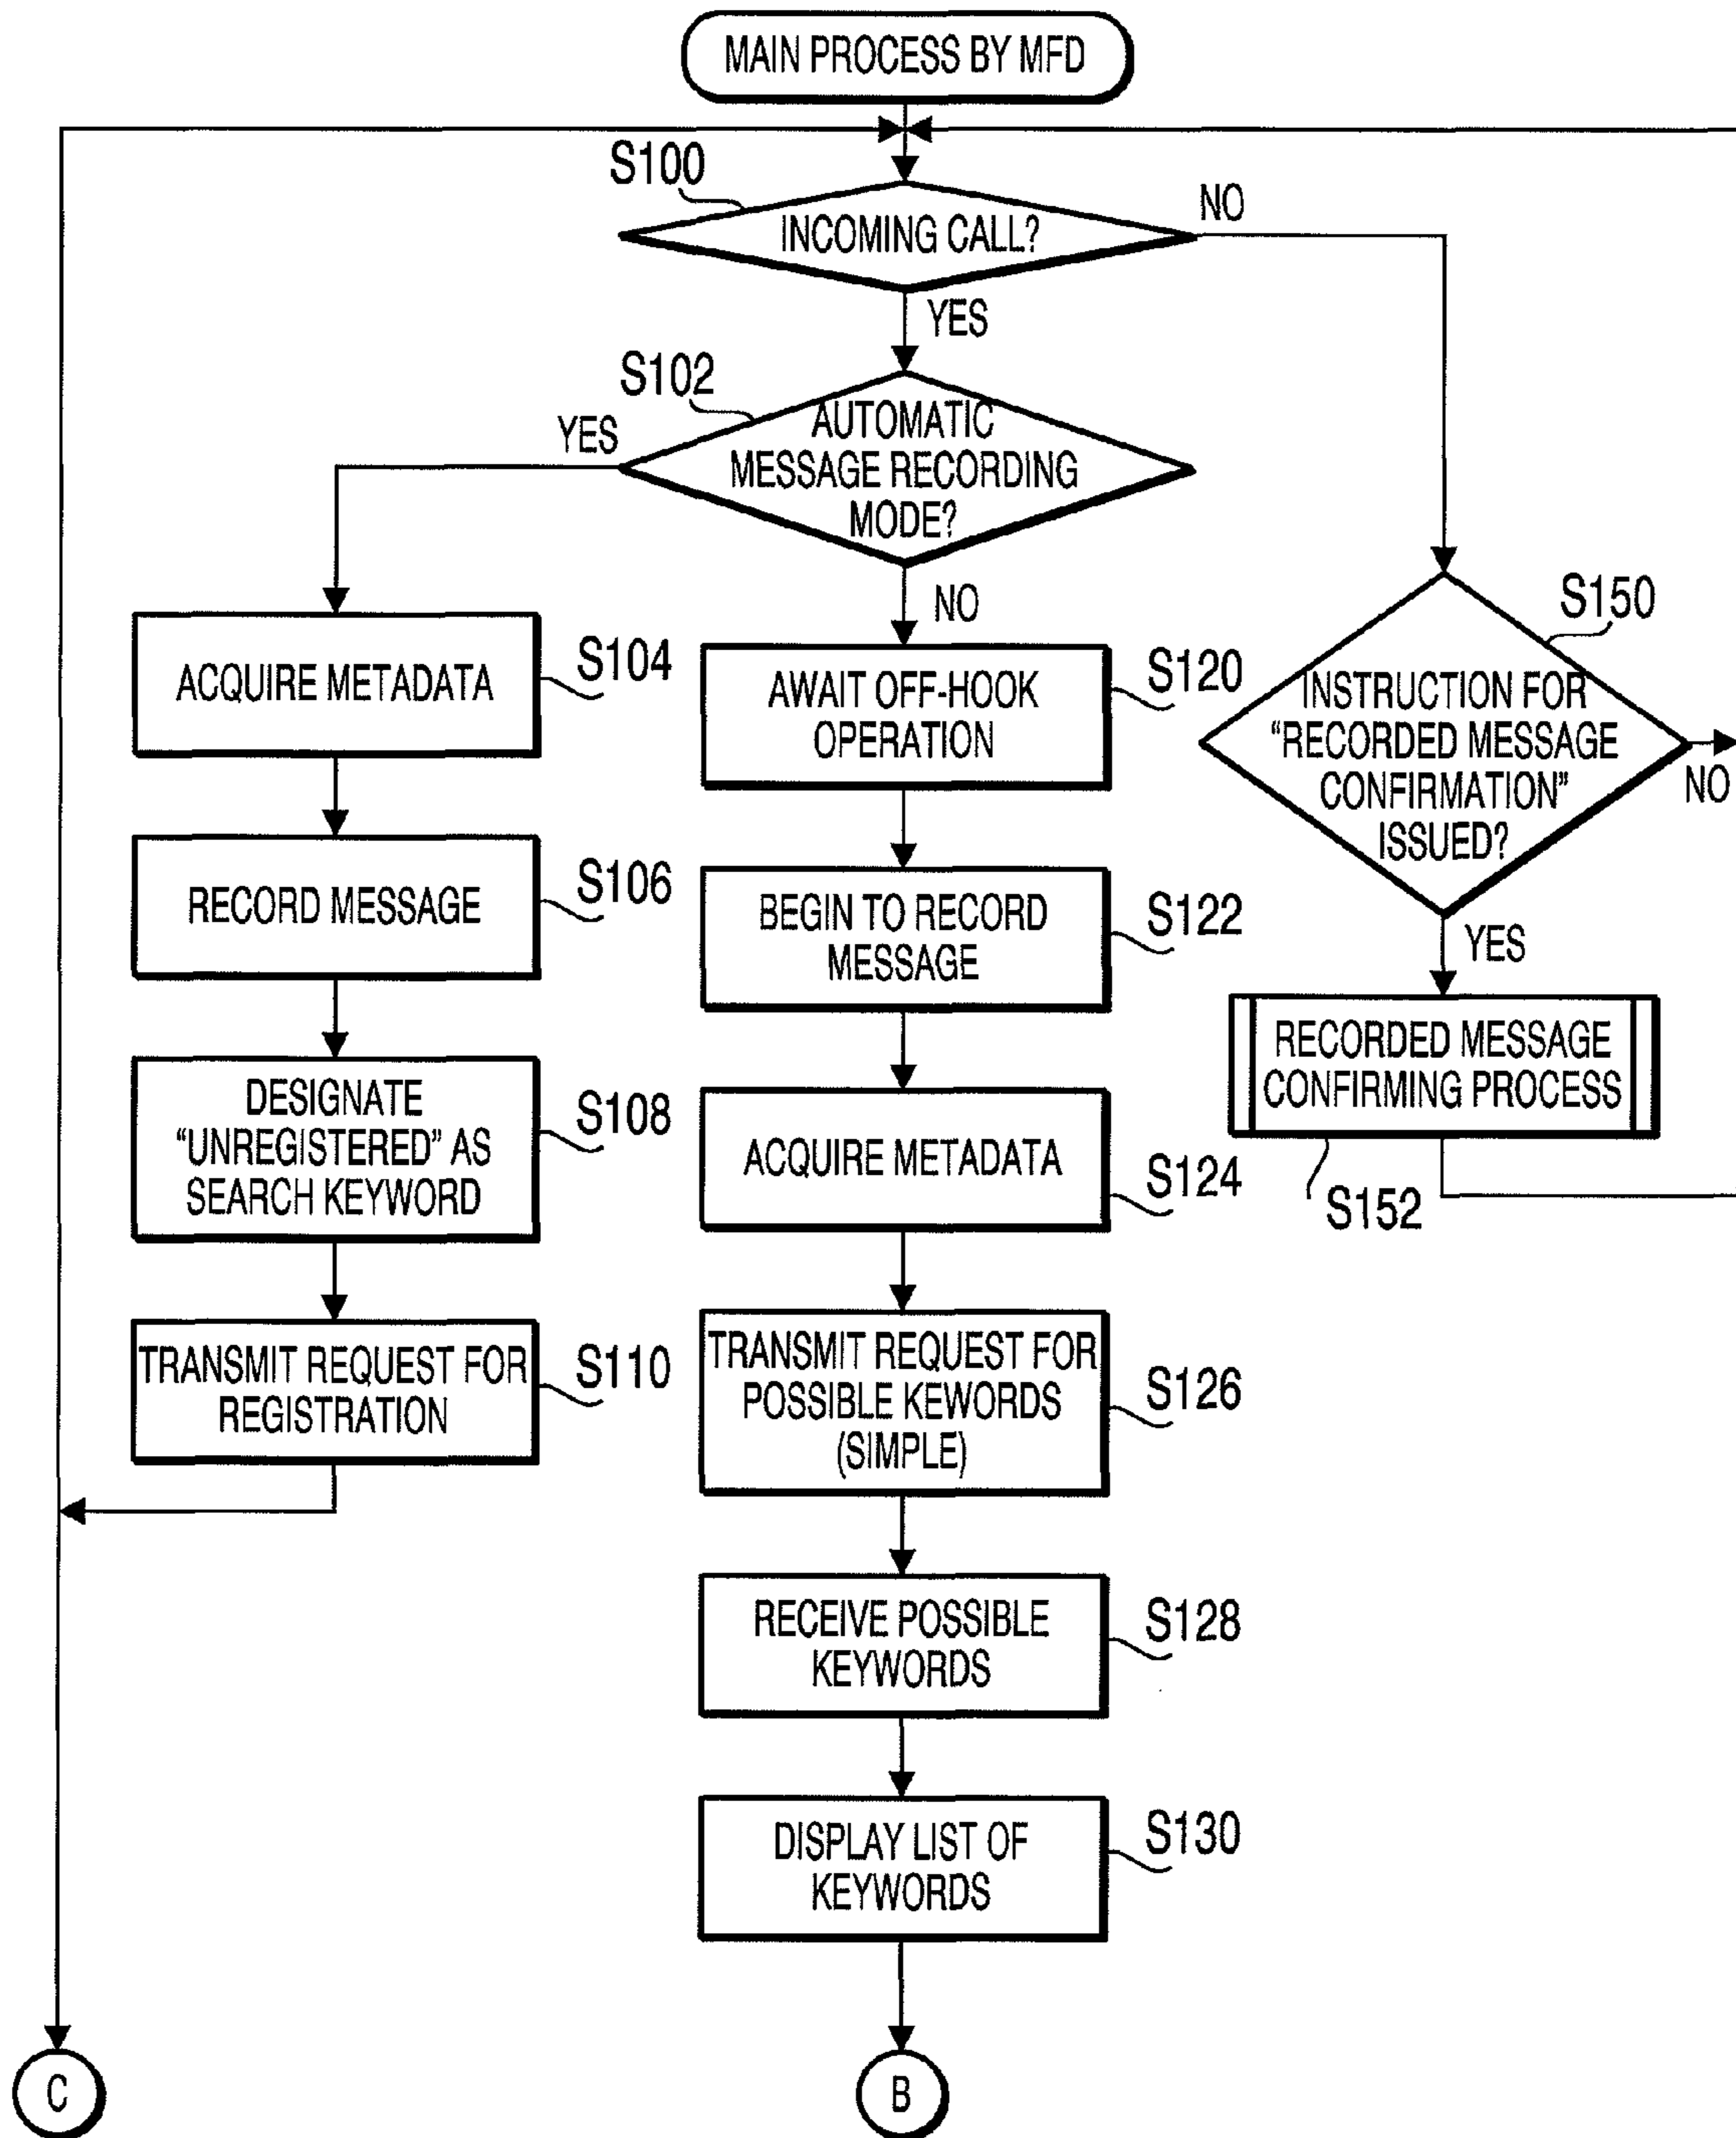 MAIN PROCESS BY MFD
S100
INCOMING CALL?
NO
YES
S102
AUTOMATIC
MESSAGE RECORDING
MODE?
YES
NO
ACQUIRE METADATA
S104
RECORD MESSAGE
S106
DESIGNATE
“UNREGISTERED” AS
SEARCH KEYWORD
S108
TRANSMIT REQUEST FOR
REGISTRATION
S110
AWAIT OFF-HOOK
OPERATION
S120
BEGIN TO RECORD
MESSAGE
S122
ACQUIRE METADATA
S124
TRANSMIT REQUEST FOR
POSSIBLE KEWORDS
(SIMPLE)
S126
RECEIVE POSSIBLE
KEYWORDS
S128
DISPLAY LIST OF
KEYWORDS
S130
S150
INSTRUCTION FOR
“RECORDED MESSAGE
CONFIRMATION”
ISSUED?
NO
YES
RECORDED MESSAGE
CONFIRMING PROCESS
S152
C
B